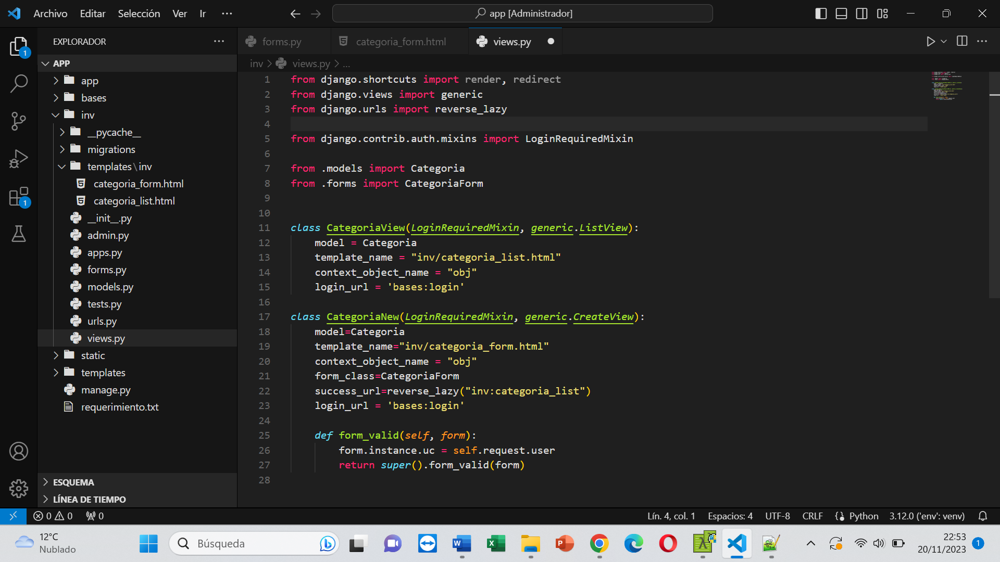 Archivo Editar Selección Ver Ir ···
app [Administrador]
EXPLORADOR
forms.py
categoria_form.html
views.py
inv > views.py > ...
APP
app
bases
inv
__pycache__
migrations
templates\inv
categoria_form.html
categoria_list.html
__init__.py
admin.py
apps.py
forms.py
models.py
tests.py
urls.py
views.py
static
templates
manage.py
requerimiento.txt
ESQUEMA
LÍNEA DE TIEMPO
1
1
1 from django.shortcuts import render, redirect
2 from django.views import generic
3 from django.urls import reverse_lazy
4
5 from django.contrib.auth.mixins import LoginRequiredMixin
6
7 from .models import Categoria
8 from .forms import CategoriaForm
9
10
11 class CategoriaView(LoginRequiredMixin, generic.ListView):
12     model = Categoria
13     template_name = "inv/categoria_list.html"
14     context_object_name = "obj"
15     login_url = 'bases:login'
16
17 class CategoriaNew(LoginRequiredMixin, generic.CreateView):
18     model=Categoria
19     template_name="inv/categoria_form.html"
20     context_object_name = "obj"
21     form_class=CategoriaForm
22     success_url=reverse_lazy("inv:categoria_list")
23     login_url = 'bases:login'
24
25     def form_valid(self, form):
26         form.instance.uc = self.request.user
27         return super().form_valid(form)
28
0 0 0
Lín. 4, col. 1 Espacios: 4 UTF-8 CRLF Python 3.12.0 ('env': venv)
12°C
Nublado
Búsqueda
22:53
20/11/2023
1